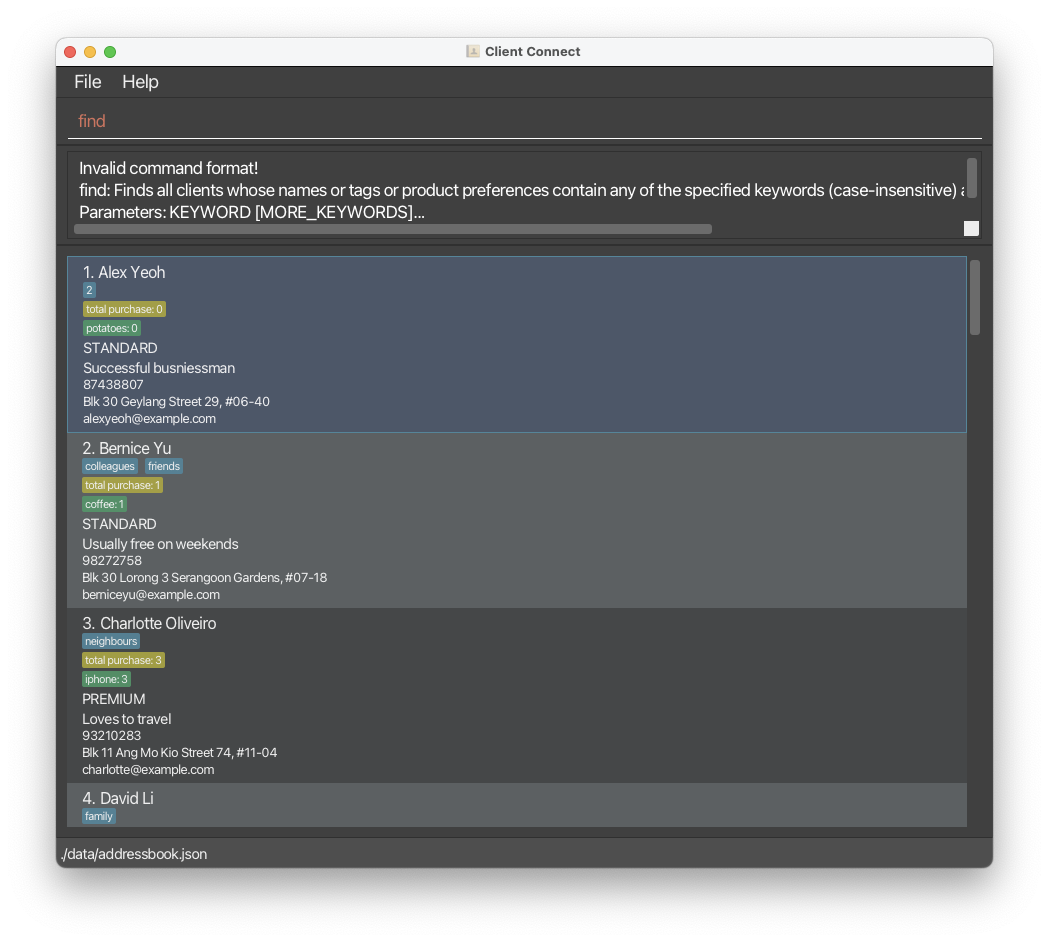 Client Connect
File Help
find
Invalid command format!
find: Finds all clients whose names or tags or product preferences contain any of the specified keywords (case-insensitive)
Parameters: KEYWORD [MORE_KEYWORDS]...
1. Alex Yeoh
2
total purchase: 0
potatoes: 0
STANDARD
Successful busniessman
87438807
Blk 30 Geylang Street 29, #06-40
alexyeoh@example.com
2. Bernice Yu
colleagues friends
total purchase: 1
coffee: 1
STANDARD
Usually free on weekends
98272758
Blk 30 Lorong 3 Serangoon Gardens, #07-18
berniceyu@example.com
3. Charlotte Oliveiro
neighbours
total purchase: 3
iphone: 3
PREMIUM
Loves to travel
93210283
Blk 11 Ang Mo Kio Street 74, #11-04
charlotte@example.com
4. David Li
family
./data/addressbook.json